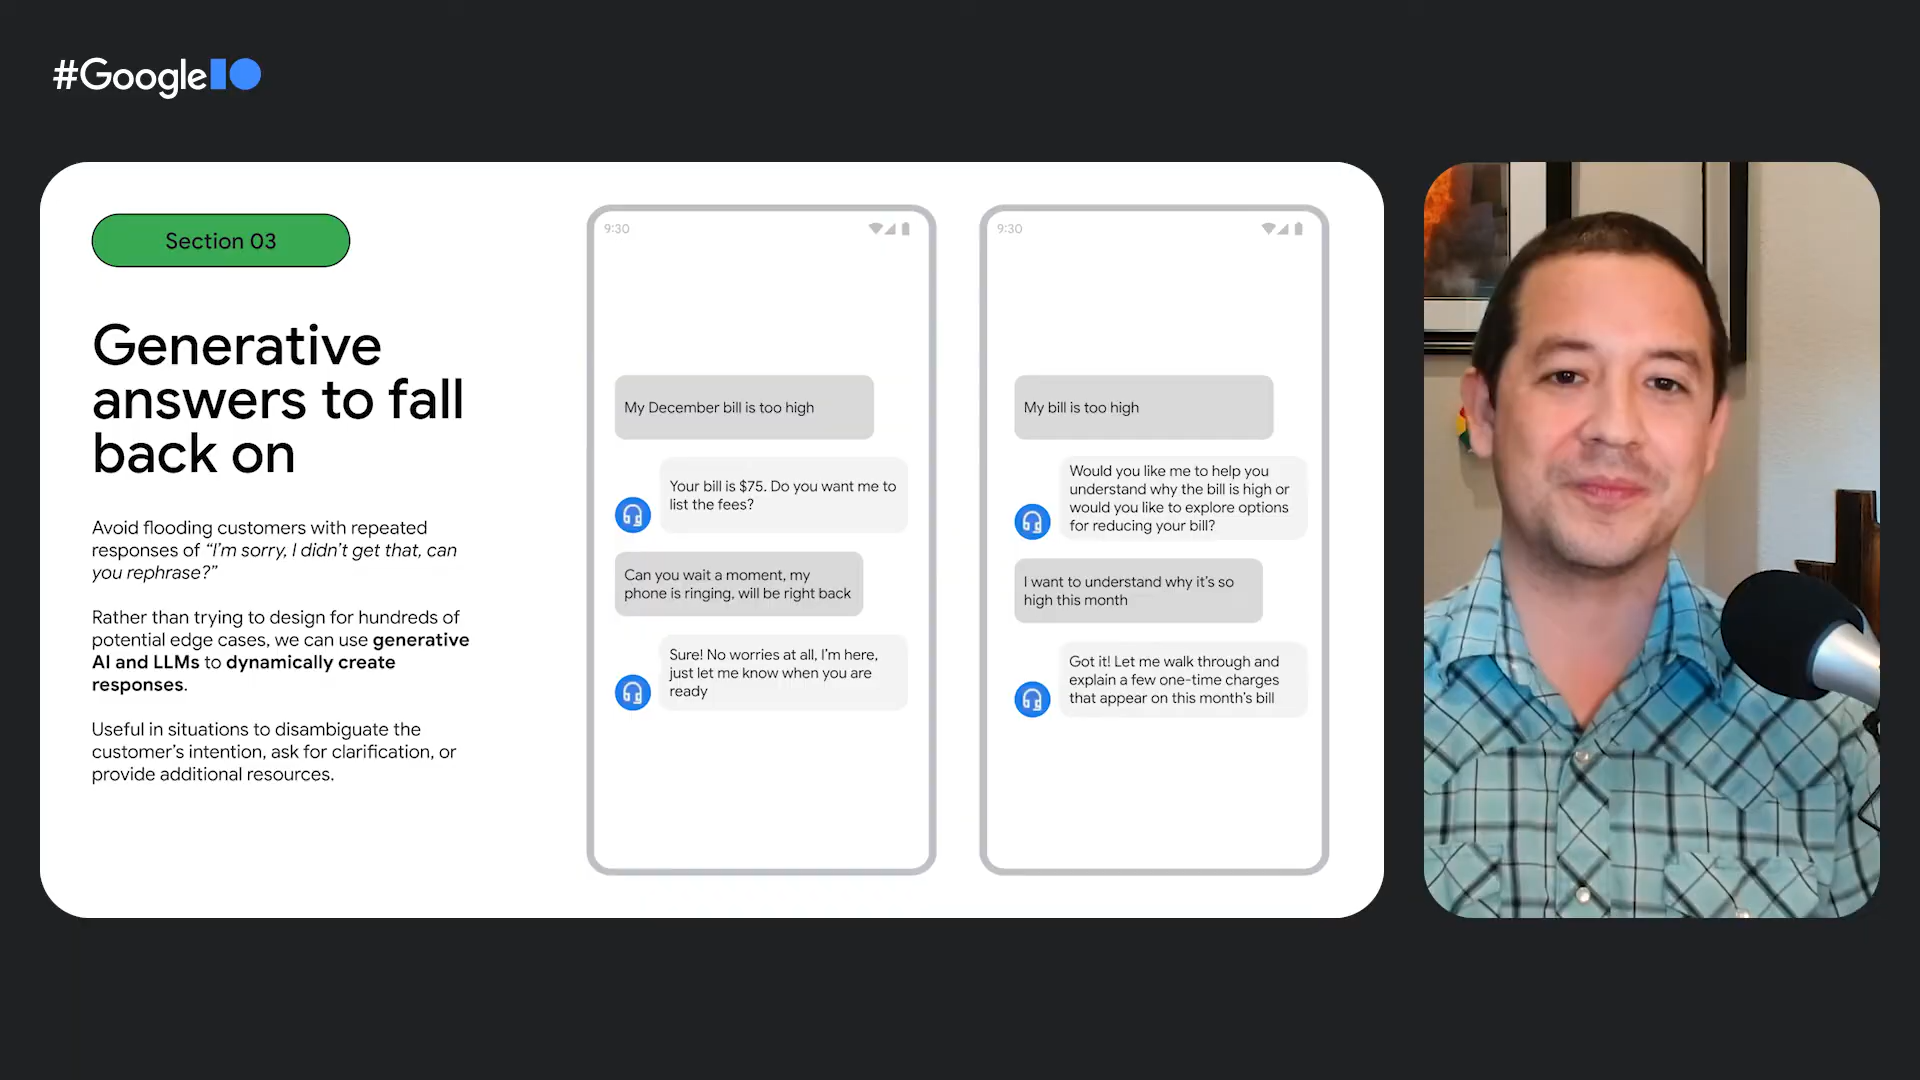 #Google
Section 03
Generative
answers to fall
back on
Avoid flooding customers with repeated
responses of “I’m sorry, I didn’t get that, can
you rephrase?”
Rather than trying to design for hundreds of
potential edge cases, we can use generative
AI and LLMs to dynamically create
responses.
Useful in situations to disambiguate the
customer’s intention, ask for clarification, or
provide additional resources.
9:30
My December bill is too high
Your bill is $75. Do you want me to
list the fees?
Can you wait a moment, my
phone is ringing, will be right back
Sure! No worries at all, I’m here,
just let me know when you are
ready
9:30
My bill is too high
Would you like me to help you
understand why the bill is high or
would you like to explore options
for reducing your bill?
I want to understand why it’s so
high this month
Got it! Let me walk through and
explain a few one-time charges
that appear on this month’s bill